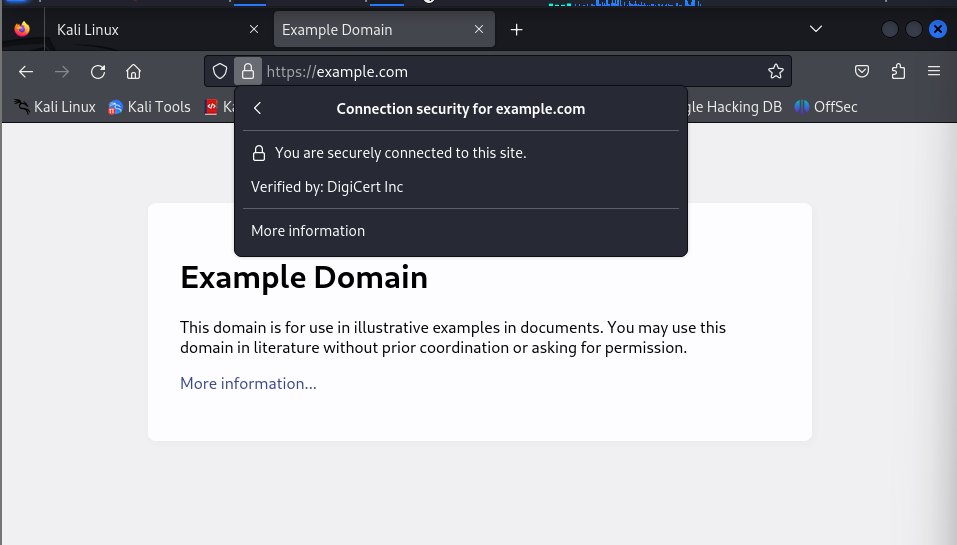 Kali Linux
Example Domain
https://example.com
Kali Linux
Kali Tools
Ka
gle Hacking DB
OffSec
Connection security for example.com
You are securely connected to this site.
Verified by: DigiCert Inc
More information
Example Domain
This domain is for use in illustrative examples in documents. You may use this
domain in literature without prior coordination or asking for permission.
More information...